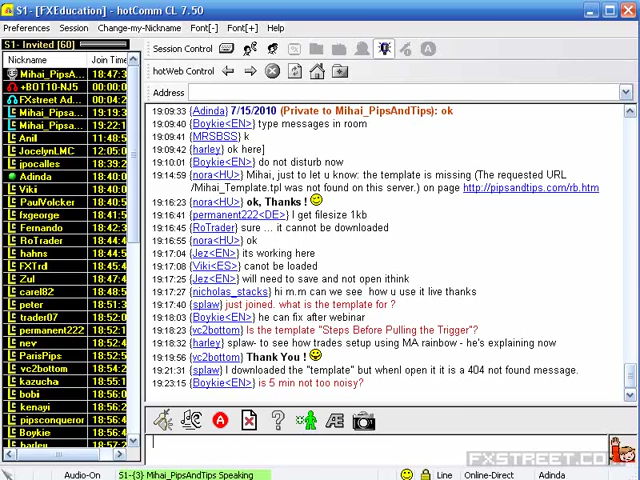 S1- [FXEducation] - hotComm CL 7.50
Preferences Session Change-my-Nickname Font[-] Font[+] Help
S1- Invited [60]
Nickname Join Time
Mihai_PipsA... 18:47:3
+BOT10-NJ5 00:00:0
FXstreet Ad... 00:04:2
Mihai_Pipsa... 19:19:3
Mihai_Pipsa... 19:22:1
Anill 11:48:5
JocelynLMC 12:05:0
jpocalles 18:39:2
Adinda 18:40:0
Viki 18:40:1
PaulVolcker 18:40:5
fxgeorge 18:41:5
Fernando 18:42:3
RoTrader 18:43:1
hahns 18:44:5
FXTrd 18:45:3
Zul 18:47:4
carel82 18:48:5
peter 18:51:3
trader07 18:52:0
permanent222 18:52:1
nev 18:52:3
ParisPips 18:52:3
vc2bottom 18:54:4
kazucha 18:55:1
bobi 18:56:0
kenayi 18:56:2
pipsconqueror 18:56:5
Boykie 18:56:5
harley 18:57:2
Session Control
hotWeb Control
Address
19:09:33 {Adinda} 7/15/2010 (Private to Mihai_PipsAndTips): ok
19:09:40 {Boykie<EN>} type messages in room
19:09:41 {MRSBSS} k
19:09:41 {harley} ok here]
19:10:01 {Boykie<EN>} do not disturb now
19:14:59 {nora<HU>} Mihai, just to let u know: the template is missing (The requested URL
/Mihai_Template.tpl was not found on this server.) on page http://pipsandtips.com/rb.htm
19:16:23 {nora<HU>} ok, Thanks !
19:16:41 {permanent222<DE>} I get filesize 1kb
19:16:45 {RoTrader} sure ... it cannot be downloaded
19:16:55 {nora<HU>} ok
19:17:04 {Jez<EN>} its working here
19:17:08 {Viki<ES>} canot be loaded
19:17:25 {Jez<EN>} will need to save and not open ithink
19:17:27 {nicholas_stacks} hi m.m can we see how u use it live thanks
19:17:40 {splaw} just joined. what is the template for ?
19:18:03 {Boykie<EN>} he can fix after webinar
19:18:23 {vc2bottom} Is the template "Steps Before Pulling the Trigger"?
19:18:32 {harley} splaw- to see how trades setup using MA rainbow - he's explaining now
19:19:56 {vc2bottom} Thank You !
19:21:31 {splaw} I downloaded the "template" but whenI open it it is a 404 not found message.
19:23:15 {Boykie<EN>} is 5 min not too noisy?
FXSTREET.COM
Audio-On S1-{3} Mihai_PipsAndTips Speaking Line Online-Direct Adinda